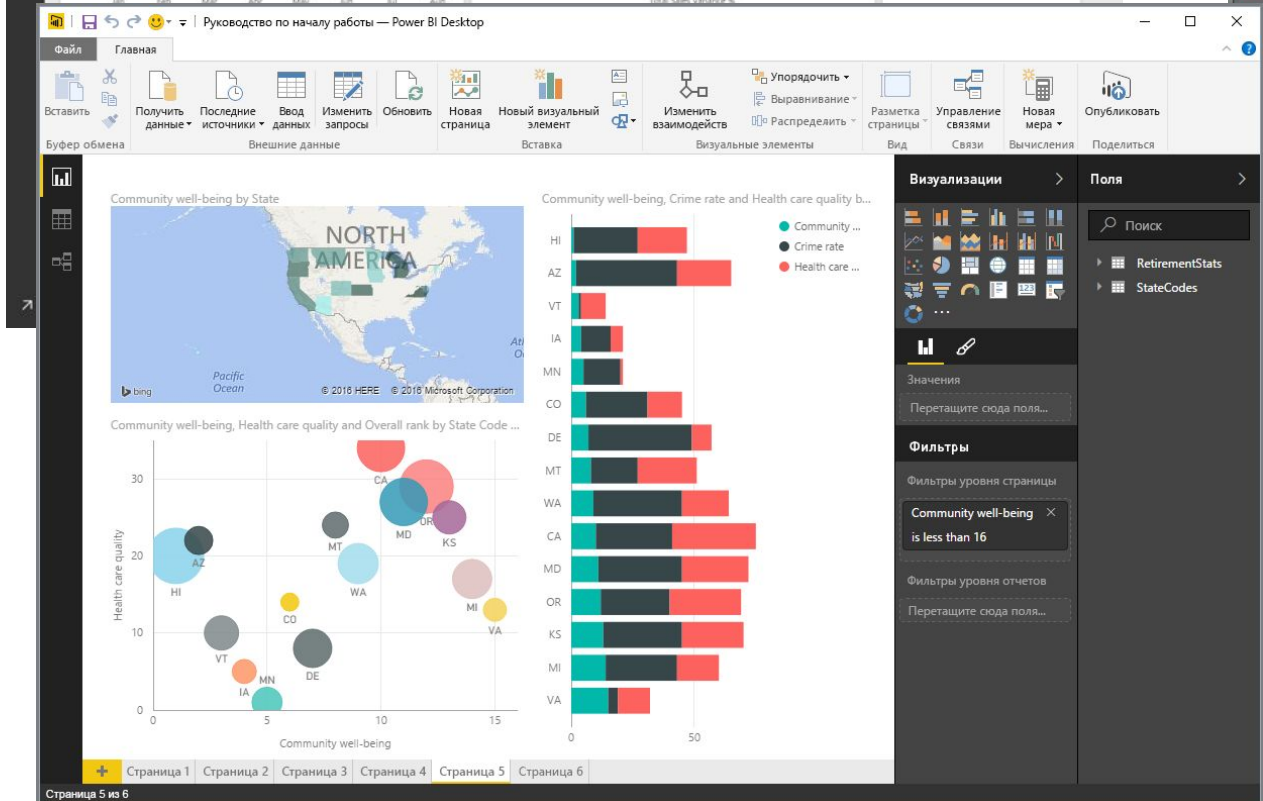 Руководство по началу работы — Power BI Desktop
Файл Главная
Вставить
Получить данные
Последние источники
Ввод данных
Изменить запросы
Обновить
Новая страница
Новый визуальный элемент
Изменить взаимодейств
Упорядочить
Выравнивание
Распределить
Разметка страницы
Управление связями
Новая мера
Опубликовать
Буфер обмена
Внешние данные
Вставка
Визуальные элементы
Вид
Связи
Вычисления
Поделиться
Community well-being by State
NORTH
AMERICA
Pacific
Ocean
bing
© 2016 HERE © 2016 Microsoft Corporation
Community well-being, Health care quality and Overall rank by State Code ...
Health care quality
30
20
10
0
CA
OR
MD
KS
MT
AZ
HI
WA
MI
CO
VA
VT
DE
IA
MN
0 5 10 15
Community well-being
Community well-being, Crime rate and Health care quality b...
Community ...
Crime rate
Health care ...
HI
AZ
VT
IA
MN
CO
DE
MT
WA
CA
MD
OR
KS
MI
VA
0 50
Визуализации
123
Значения
Перетащите сюда поля...
Фильтры
Фильтры уровня страницы
Community well-being
is less than 16
Фильтры уровня отчетов
Перетащите сюда поля...
Поля
Поиск
RetirementStats
StateCodes
Страница 1 Страница 2 Страница 3 Страница 4 Страница 5 Страница 6
Страница 5 из 6